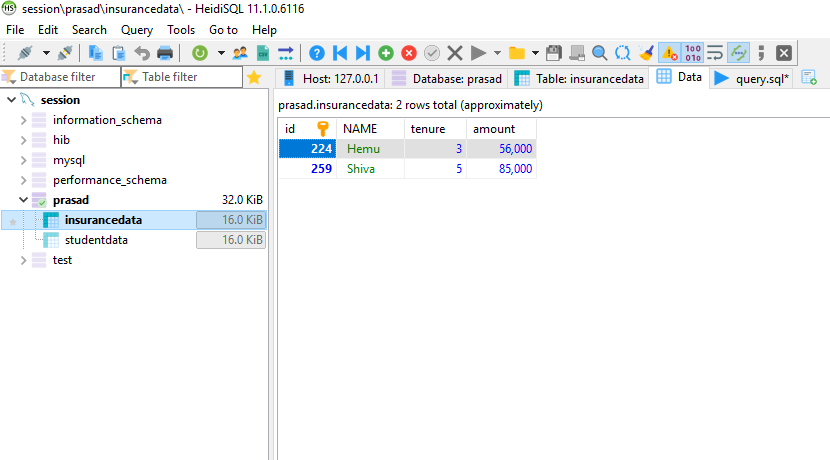 HS session\prasad\insurancedata\ - HeidiSQL 11.1.0.6116
File Edit Search Query Tools Go to Help
Database filter Table filter Host: 127.0.0.1 Database: prasad Table: insurancedata Data query.sql*
session
information_schema
hib
mysql
performance_schema
prasad 32.0 KiB
insurancedata 16.0 KiB
studentdata 16.0 KiB
test
prasad.insurancedata: 2 rows total (approximately)
id NAME tenure amount
224 Hemu 3 56,000
259 Shiva 5 85,000